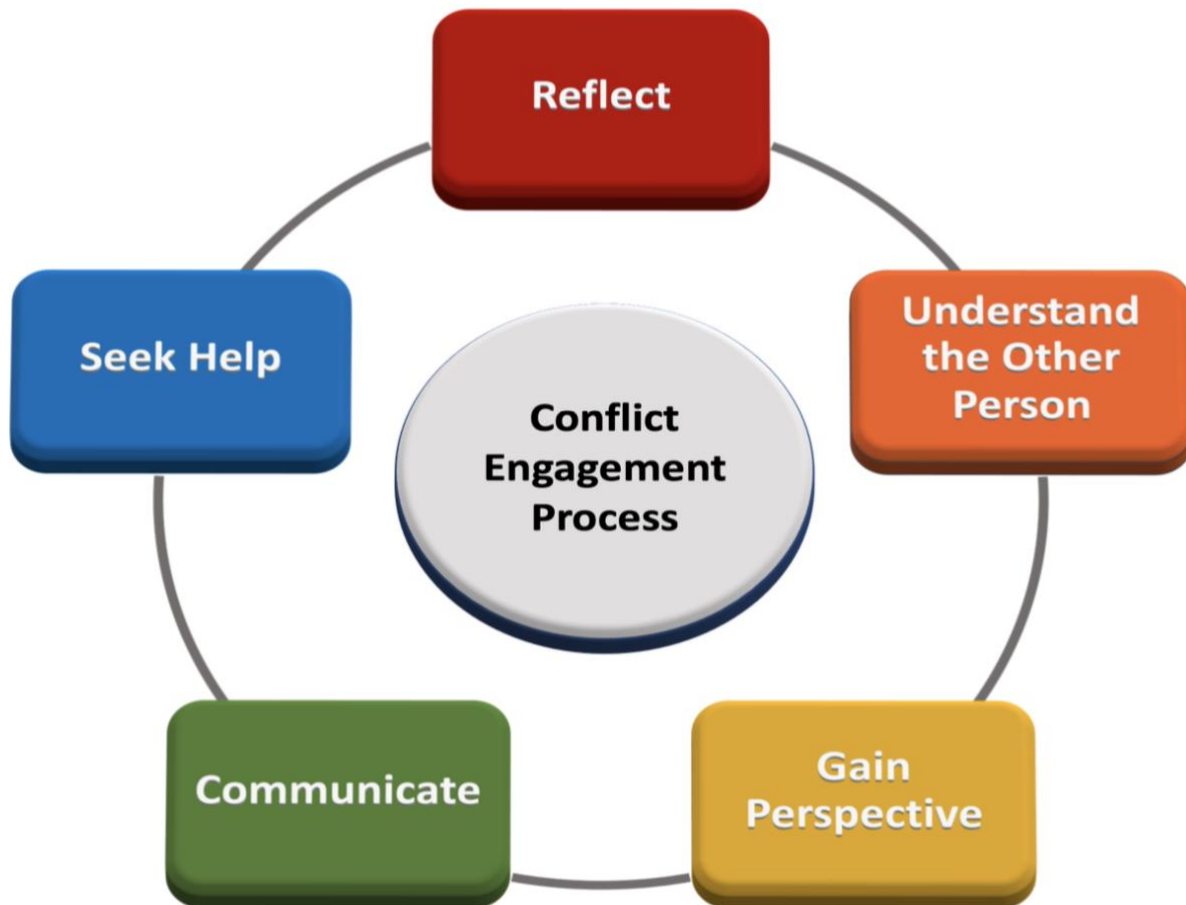 Reflect
Understand
the Other
Person
Gain
Perspective
Communicate
Seek Help
Conflict
Engagement
Process